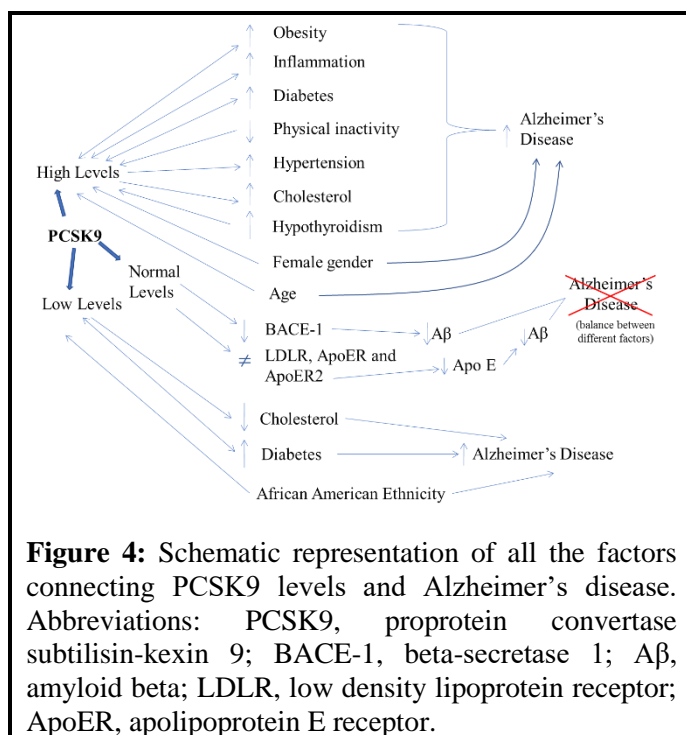 Obesity
Inflammation
Diabetes
Physical inactivity
Hypertension
Cholesterol
Hypothyroidism
Female gender
Age
Alzheimer's
Disease
High Levels
PCSK9
Normal
Levels
Low Levels
BACE-1
Aβ
≠ LDLR, ApoER and
ApoER2
Apo E
Aβ
Alzheimer's
Disease
(balance between
different factors)
Cholesterol
Diabetes
Alzheimer's Disease
African American Ethnicity
Figure 4: Schematic representation of all the factors
connecting PCSK9 levels and Alzheimer's disease.
Abbreviations: PCSK9, proprotein convertase
subtilisin-kexin 9; BACE-1, beta-secretase 1; Aβ,
amyloid beta; LDLR, low density lipoprotein receptor;
ApoER, apolipoprotein E receptor.